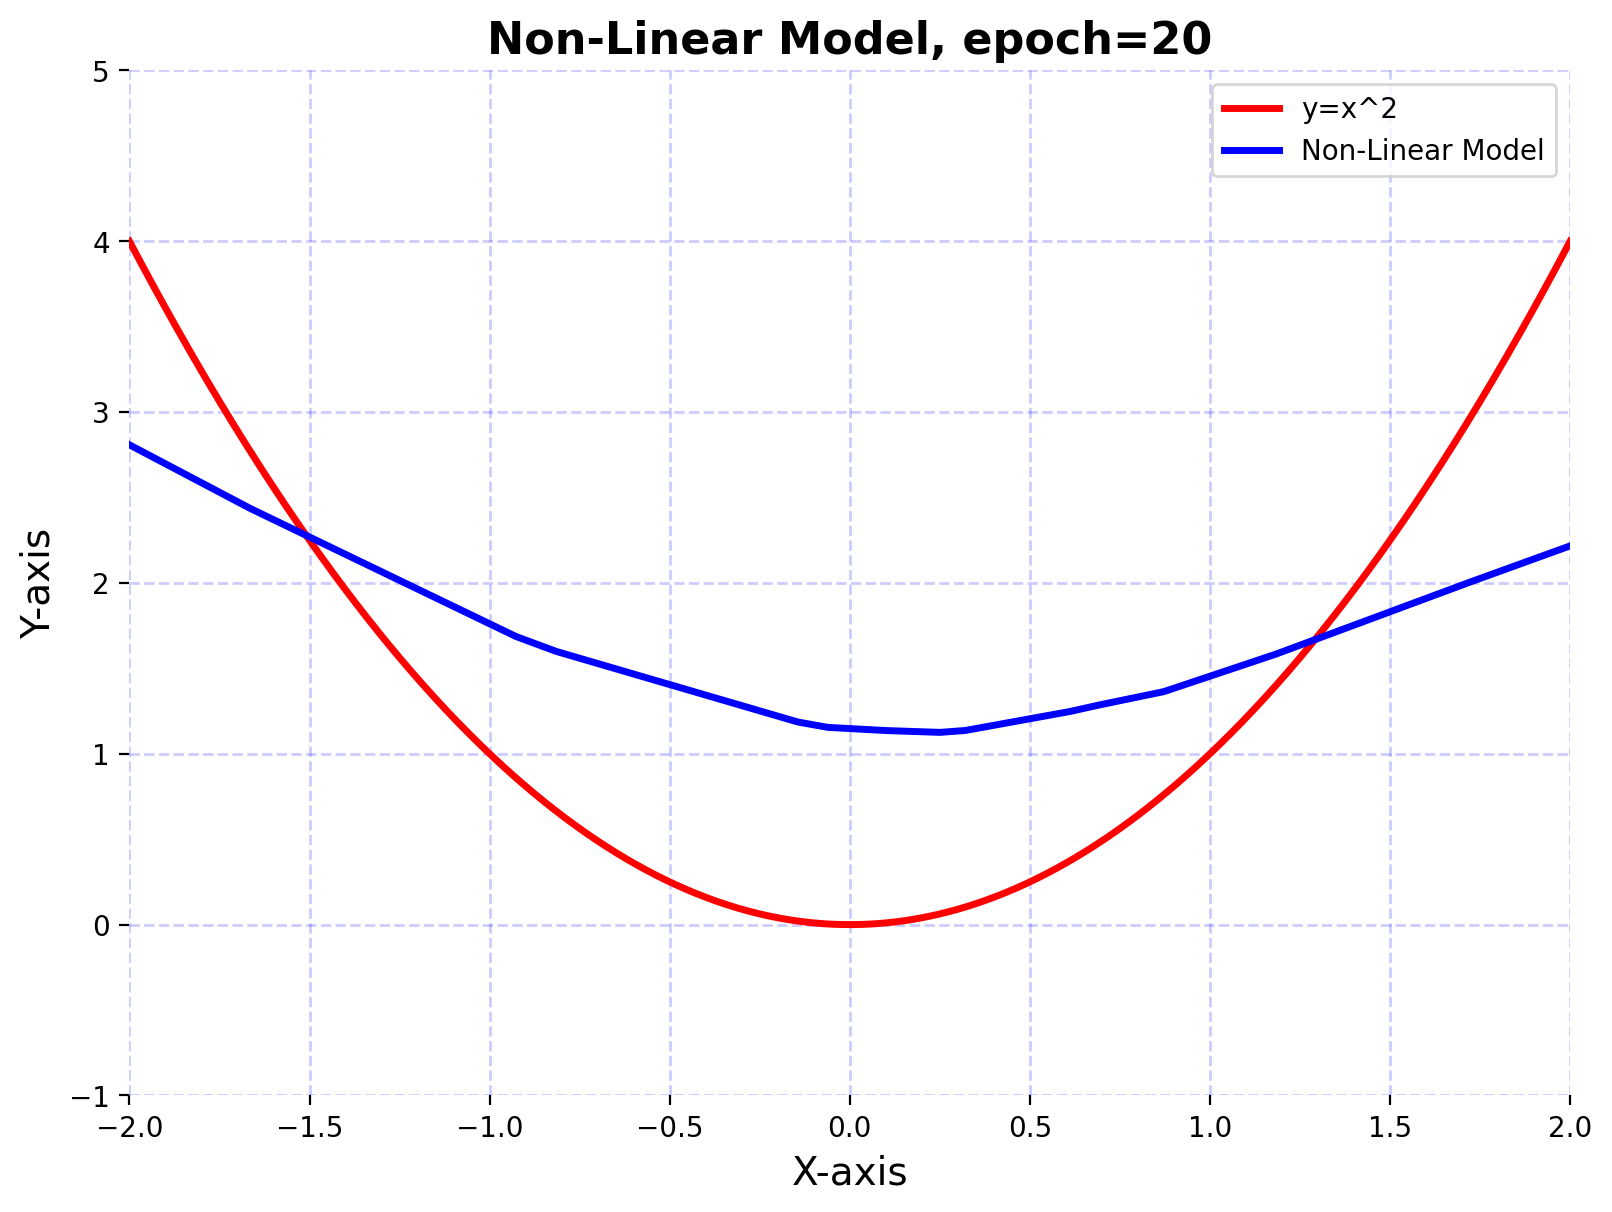 Non-Linear Model, epoch=20
y=x^2
Non-Linear Model
5
4
3
2
1
0
−1
−2.0 −1.5 −1.0 −0.5 0.0 0.5 1.0 1.5 2.0
X-axis
Y-axis